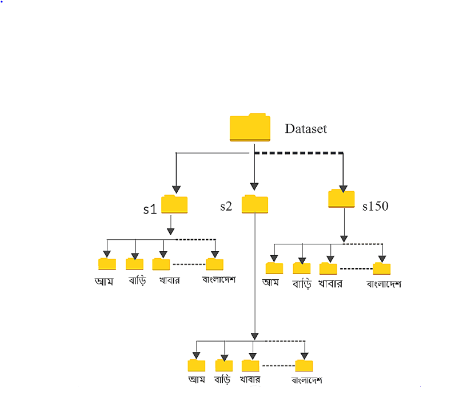 Dataset
s1
s2
s150
আম বাড়ি খাবার বাংলাদেশ
আম বাড়ি খাবার বাংলাদেশ
আম বাড়ি খাবার বাংলাদেশ